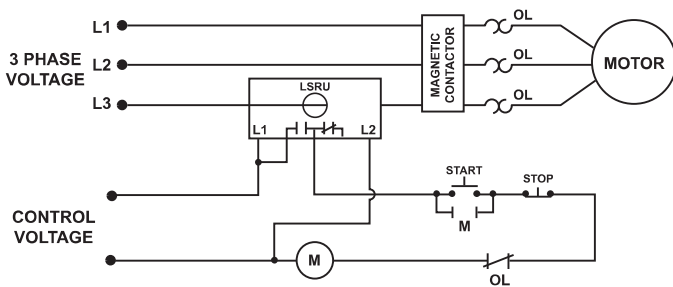 L1
3 PHASE
VOLTAGE
L2
L3
LSRU
L1
L2
MAGNETIC
CONTACTOR
OL
OL
OL
MOTOR
START
STOP
M
CONTROL
VOLTAGE
M
OL